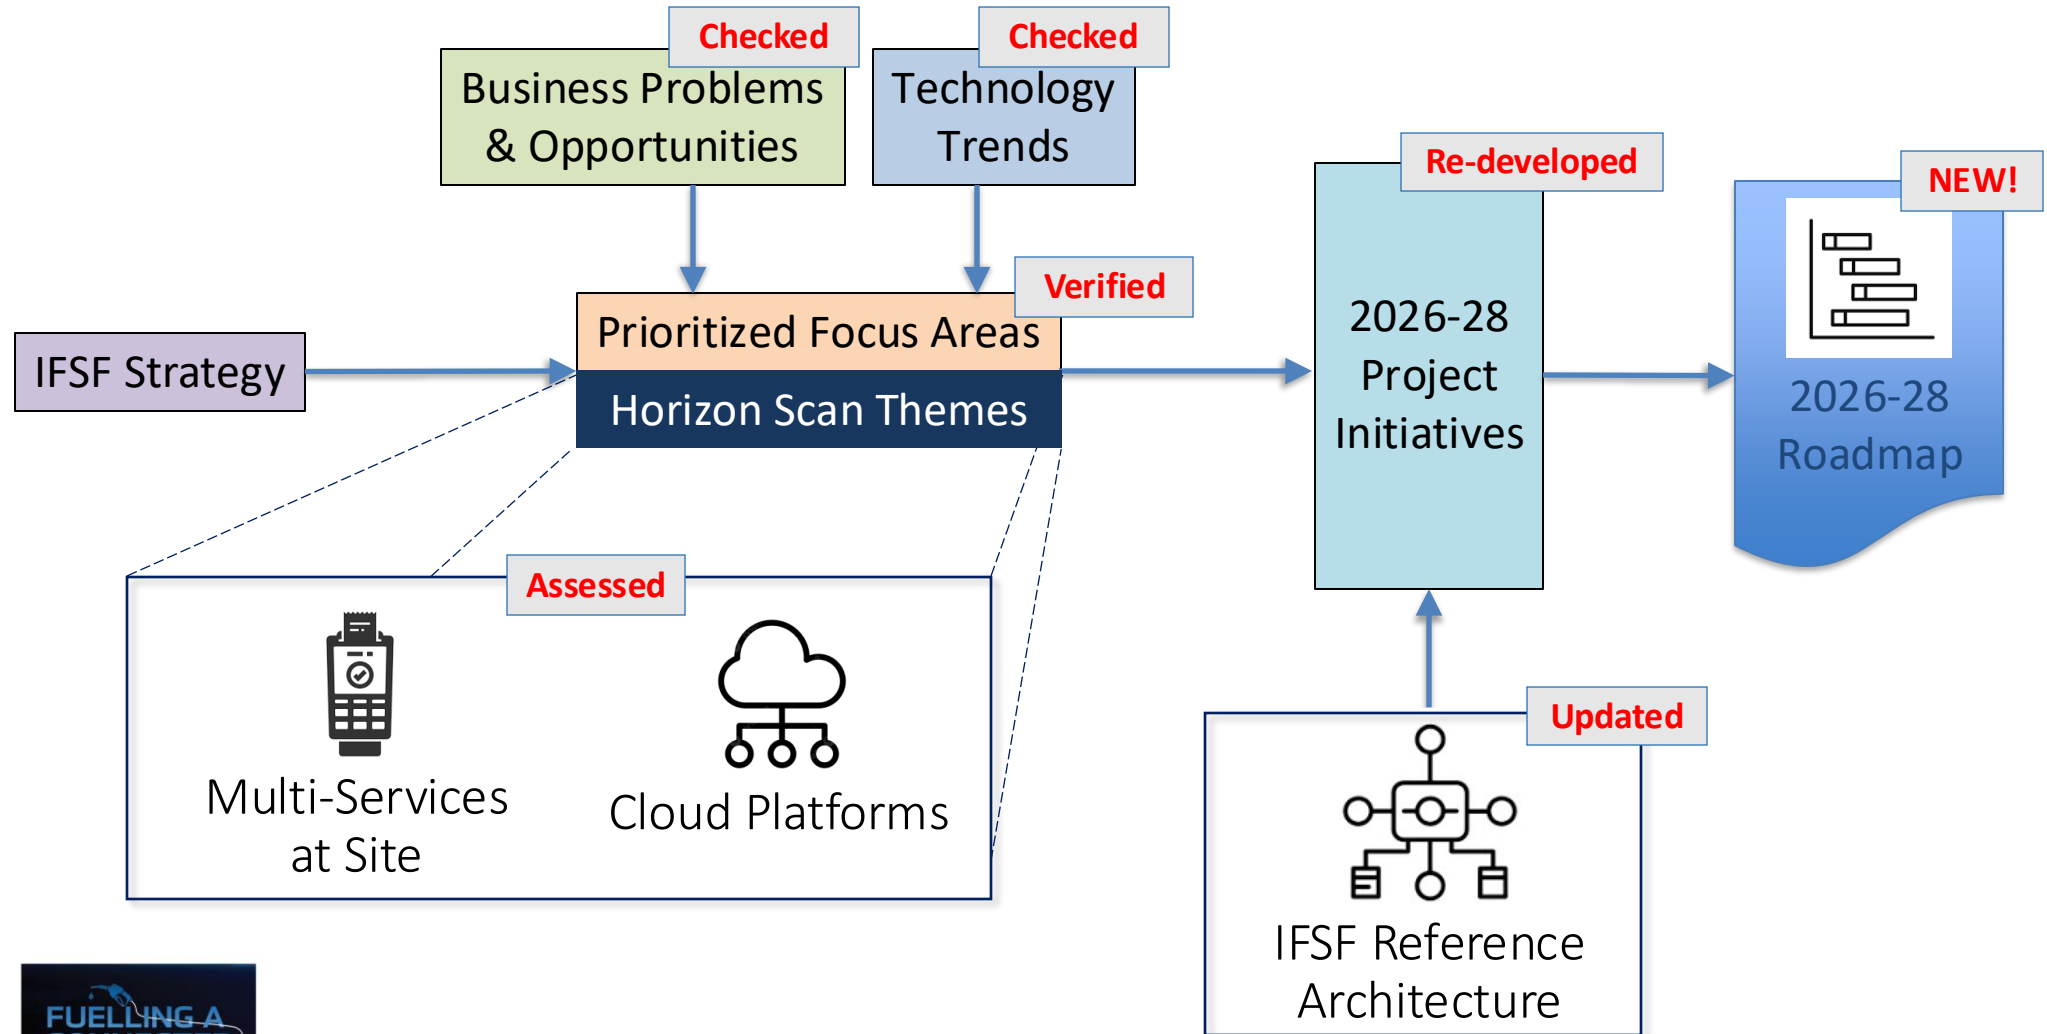 Checked
Business Problems
& Opportunities
Checked
Technology
Trends
IFSF Strategy
Verified
Prioritized Focus Areas
Horizon Scan Themes
Re-developed
2026-28
Project
Initiatives
NEW!
2026-28
Roadmap
Assessed
Multi-Services
at Site
Cloud Platforms
Updated
IFSF Reference
Architecture
FUELLING A